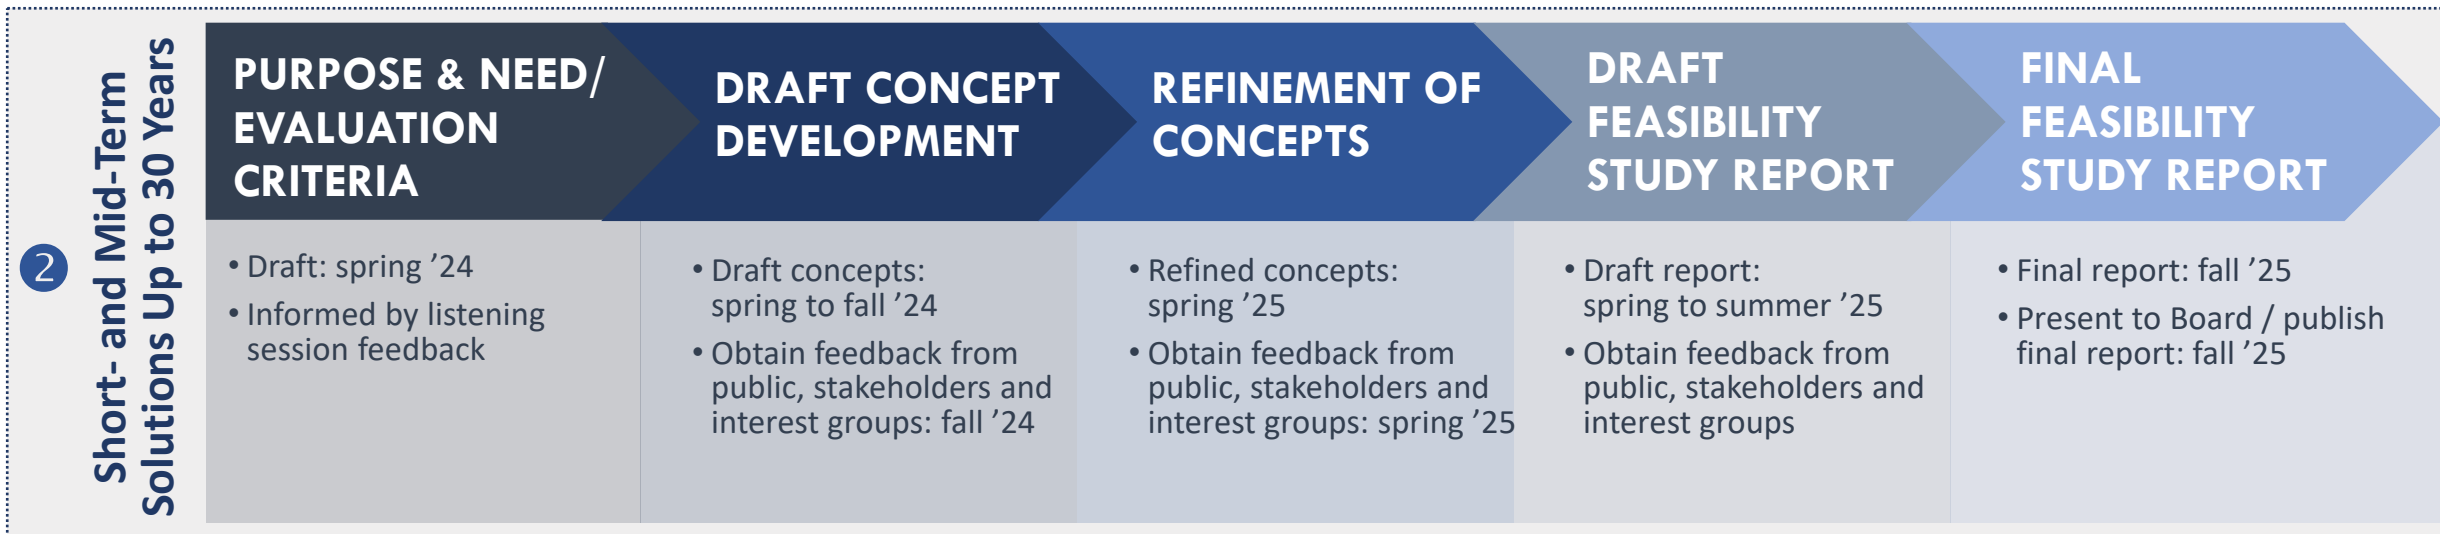 2
Short- and Mid-Term
Solutions Up to 30 Years
PURPOSE & NEED/
EVALUATION
CRITERIA
• Draft: spring ’24
• Informed by listening
session feedback
DRAFT CONCEPT
DEVELOPMENT
• Draft concepts:
spring to fall ’24
• Obtain feedback from
public, stakeholders and
interest groups: fall ’24
REFINEMENT OF
CONCEPTS
• Refined concepts:
spring ’25
• Obtain feedback from
public, stakeholders and
interest groups: spring ’25
DRAFT
FEASIBILITY
STUDY REPORT
• Draft report:
spring to summer ’25
• Obtain feedback from
public, stakeholders and
interest groups
FINAL
FEASIBILITY
STUDY REPORT
• Final report: fall ’25
• Present to Board / publish
final report: fall ’25